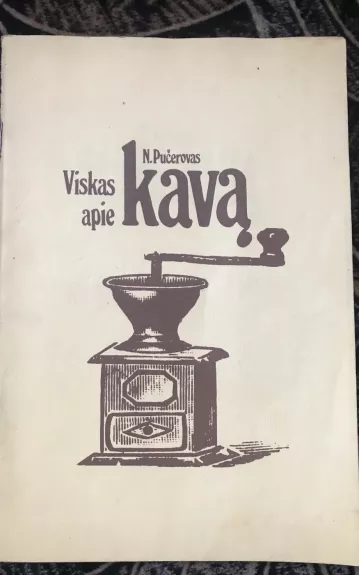 N. Pučerovas
Viskas
apie
kavą